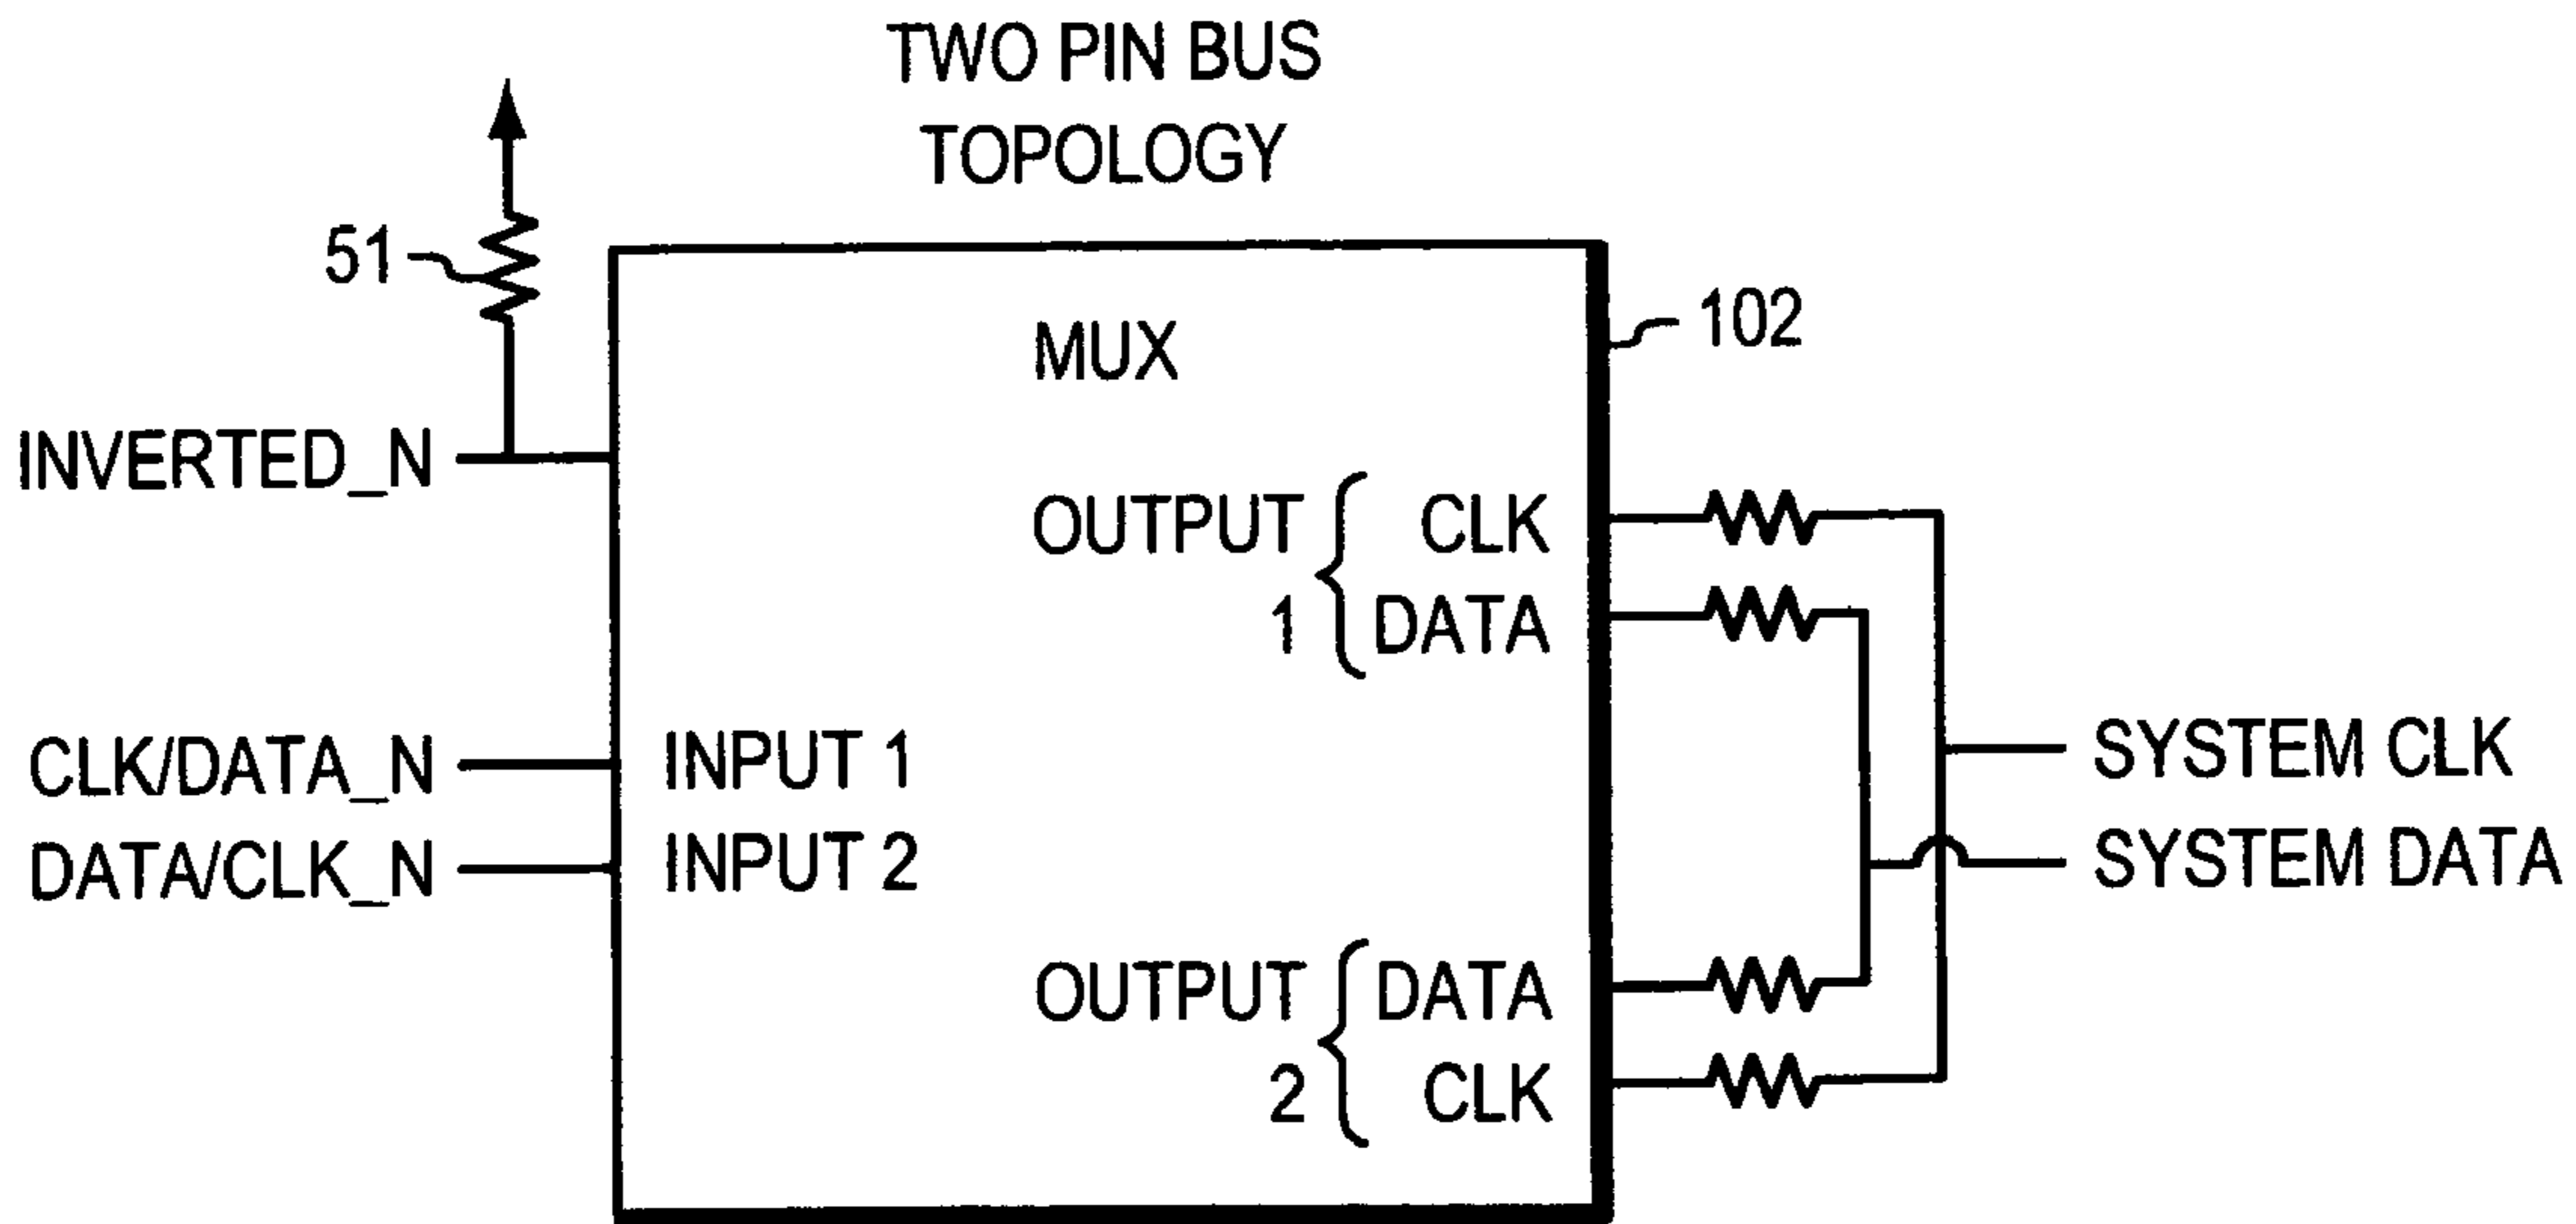 TWO PIN BUS
TOPOLOGY
51
MUX
102
INVERTED_N
OUTPUT
1
CLK
DATA
CLK/DATA_N
INPUT 1
SYSTEM CLK
DATA/CLK_N
INPUT 2
SYSTEM DATA
OUTPUT
2
DATA
CLK